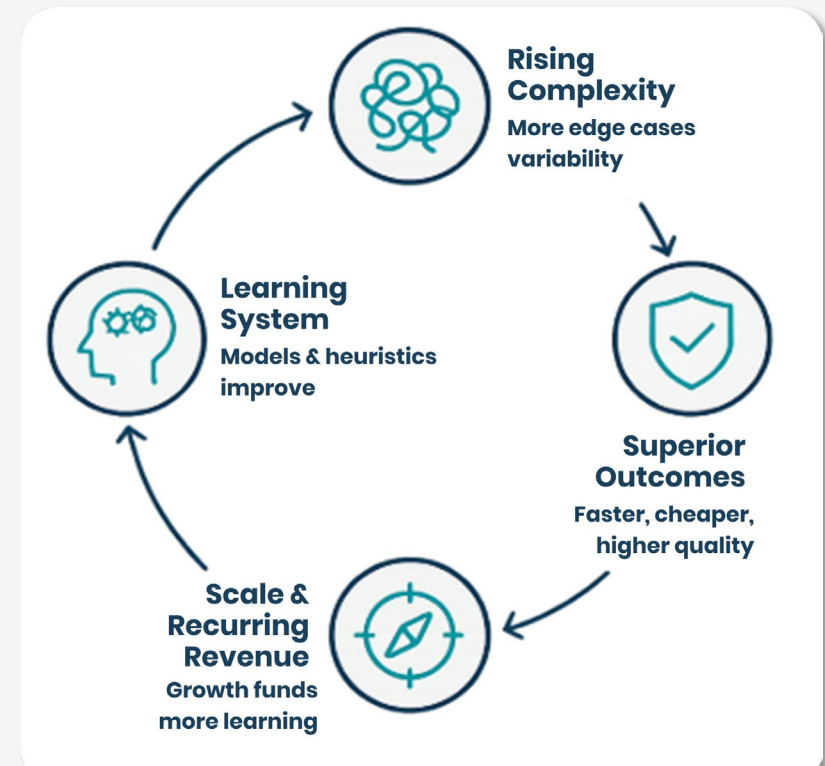 Rising
Complexity
More edge cases
variability
Learning
System
Models & heuristics
improve
Superior
Outcomes
Faster, cheaper,
higher quality
Scale &
Recurring
Revenue
Growth funds
more learning